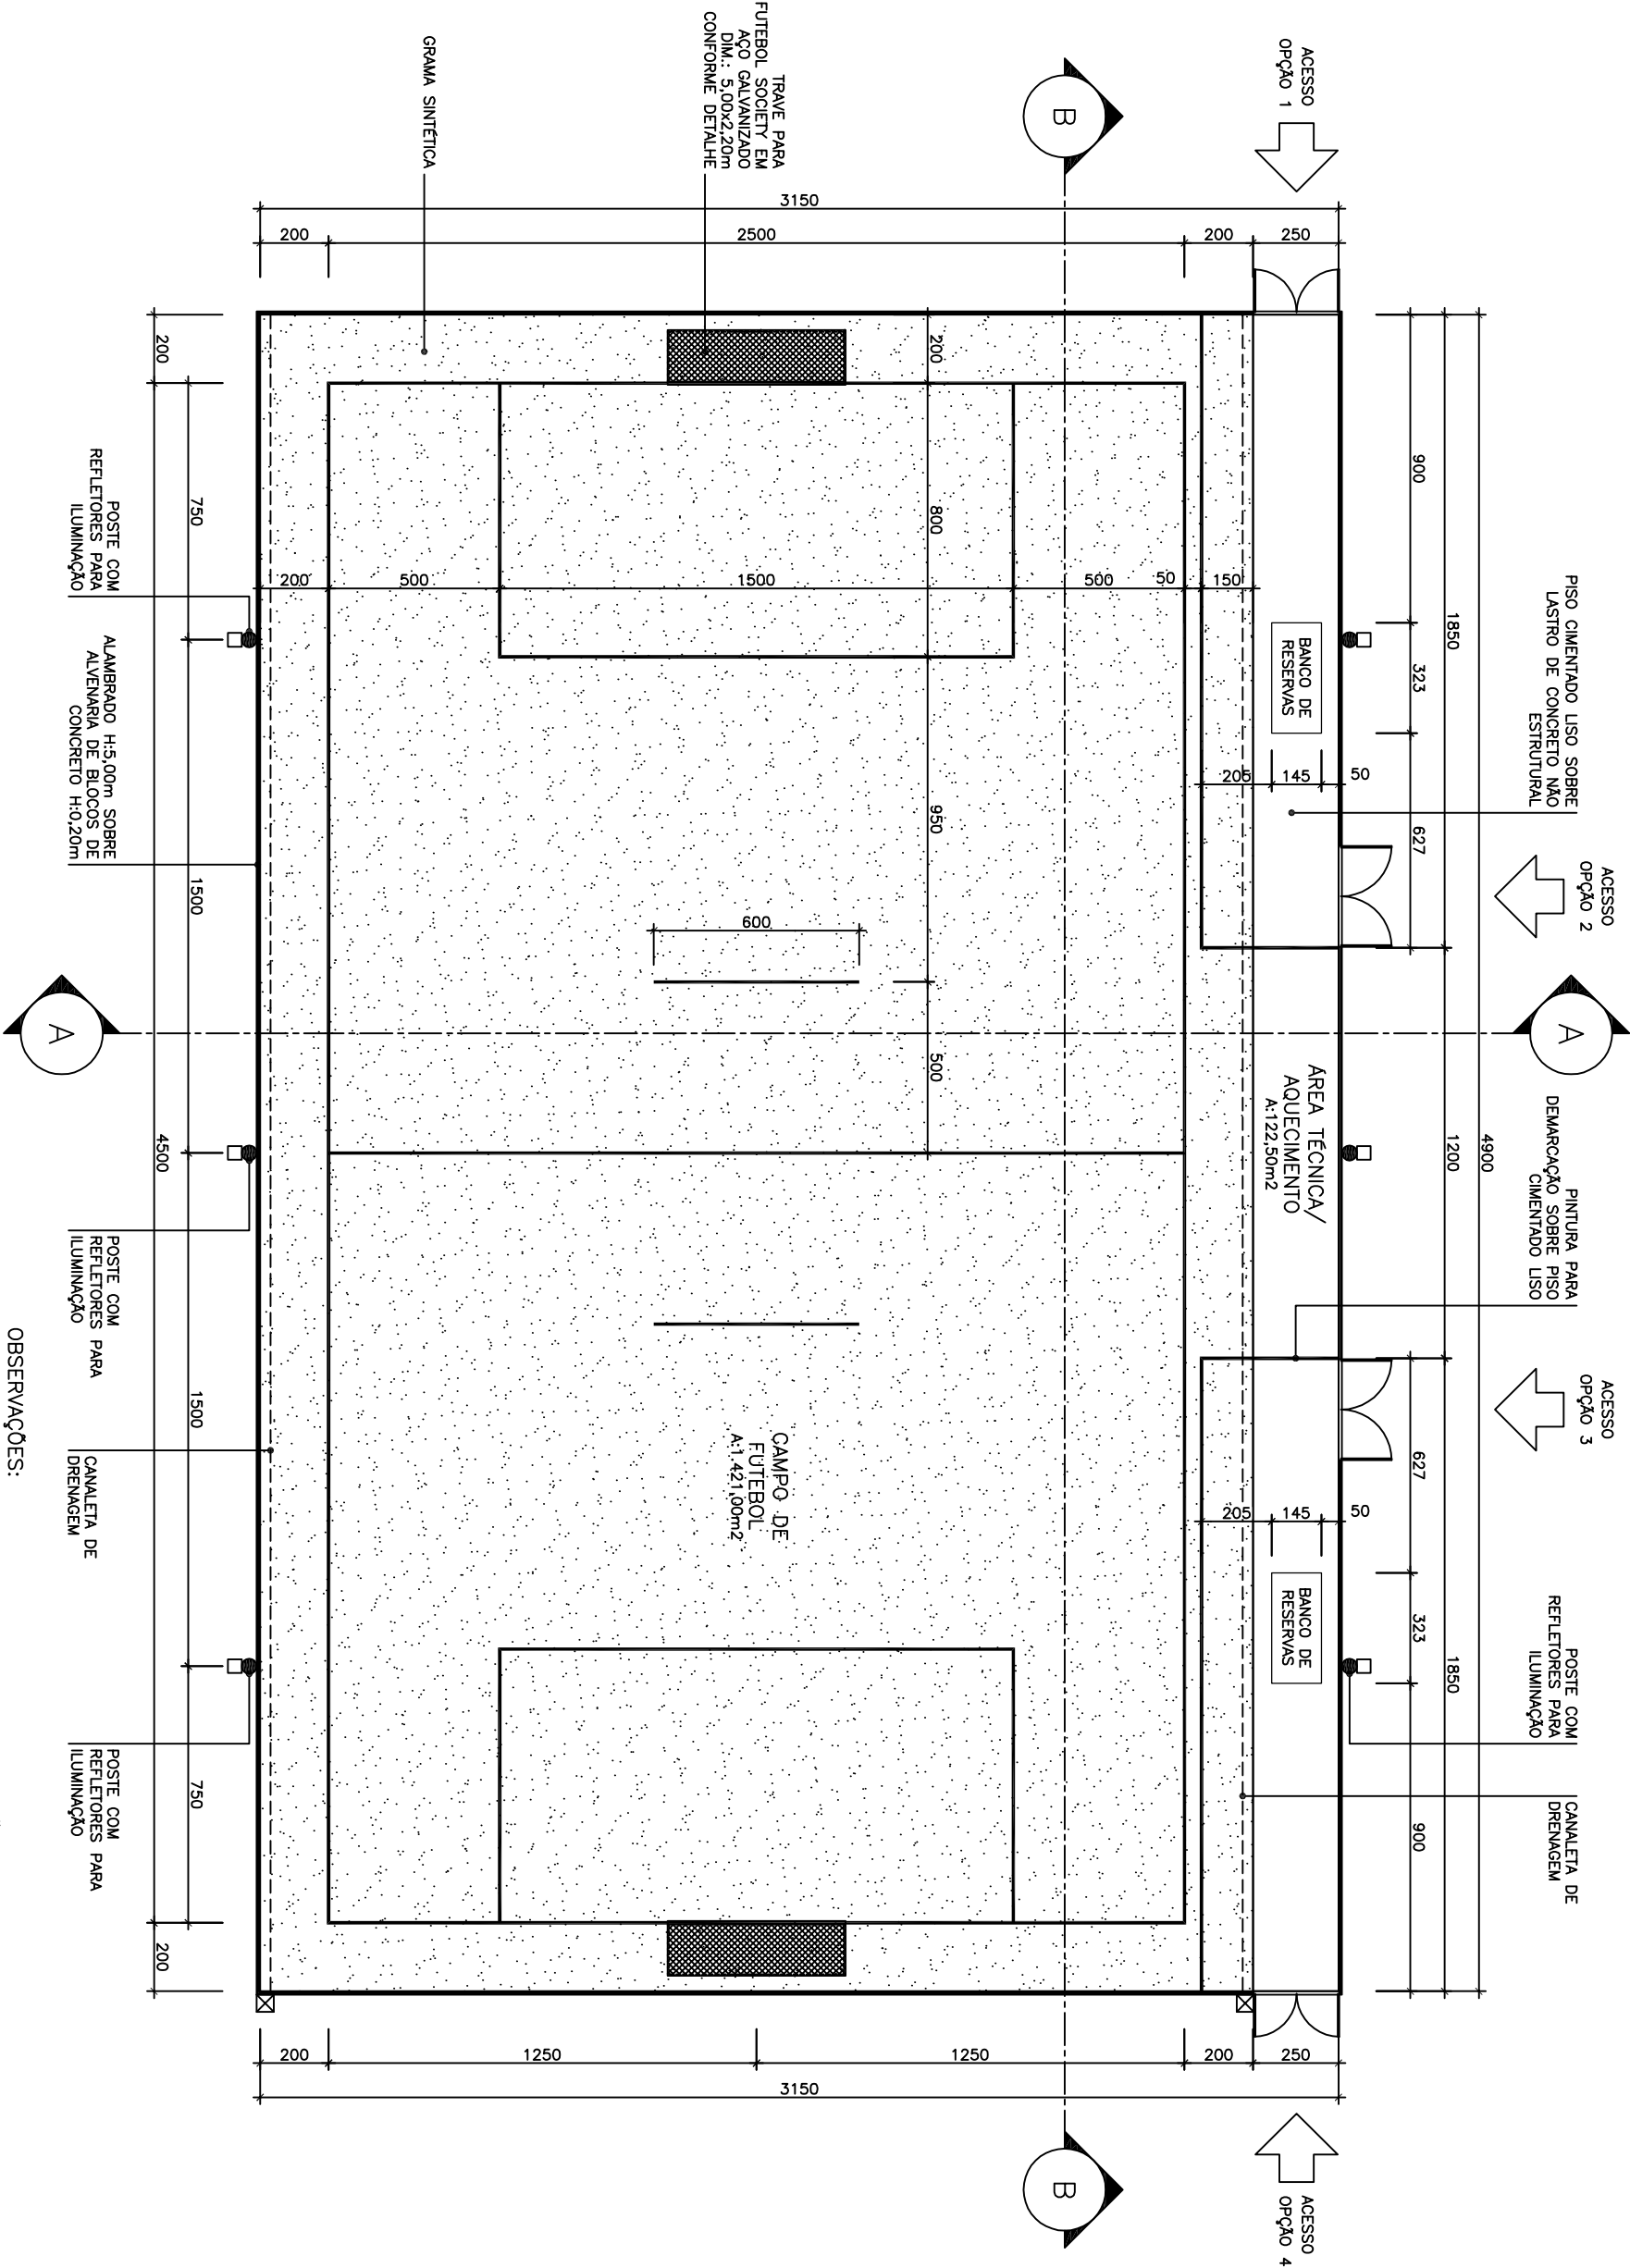 ACESSO
OPÇÃO 1
PISO CIMENTADO LISO SOBRE
LASTRO DE CONCRETO NÃO
ESTRUTURAL
ACESSO
OPÇÃO 2
A
PINTURA PARA
DEMARCAÇÃO SOBRE PISO
CIMENTADO LISO
ACESSO
OPÇÃO 3
POSTE COM
REFLETORES PARA
ILUMINAÇÃO
CANALETA DE
DRENAGEM
ACESSO
OPÇÃO 4
4900
1850
1200
1850
900
323
627
627
323
900
BANCO DE
RESERVAS
50
145
205
ÁREA TÉCNICA/
AQUECIMENTO
A:122,50m2
BANCO DE
RESERVAS
50
145
205
B
B
3150
250
200
2500
200
150
50
500
1500
500
200
200
800
950
500
600
CAMPO DE
FUTEBOL
A:1.421,00m2
250
200
1250
1250
200
3150
TRAVE PARA
FUTEBOL SOCIETY EM
AÇO GALVANIZADO
DIM.: 5,00x2,20m
CONFORME DETALHE
GRAMA SINTÉTICA
750
1500
1500
750
200
4500
200
POSTE COM
REFLETORES PARA
ILUMINAÇÃO
ALAMBRADO H:5,00m SOBRE
ALVENARIA DE BLOCOS DE
CONCRETO H:0,20m
A
POSTE COM
REFLETORES PARA
ILUMINAÇÃO
CANALETA DE
DRENAGEM
POSTE COM
REFLETORES PARA
ILUMINAÇÃO
OBSERVAÇÕES: